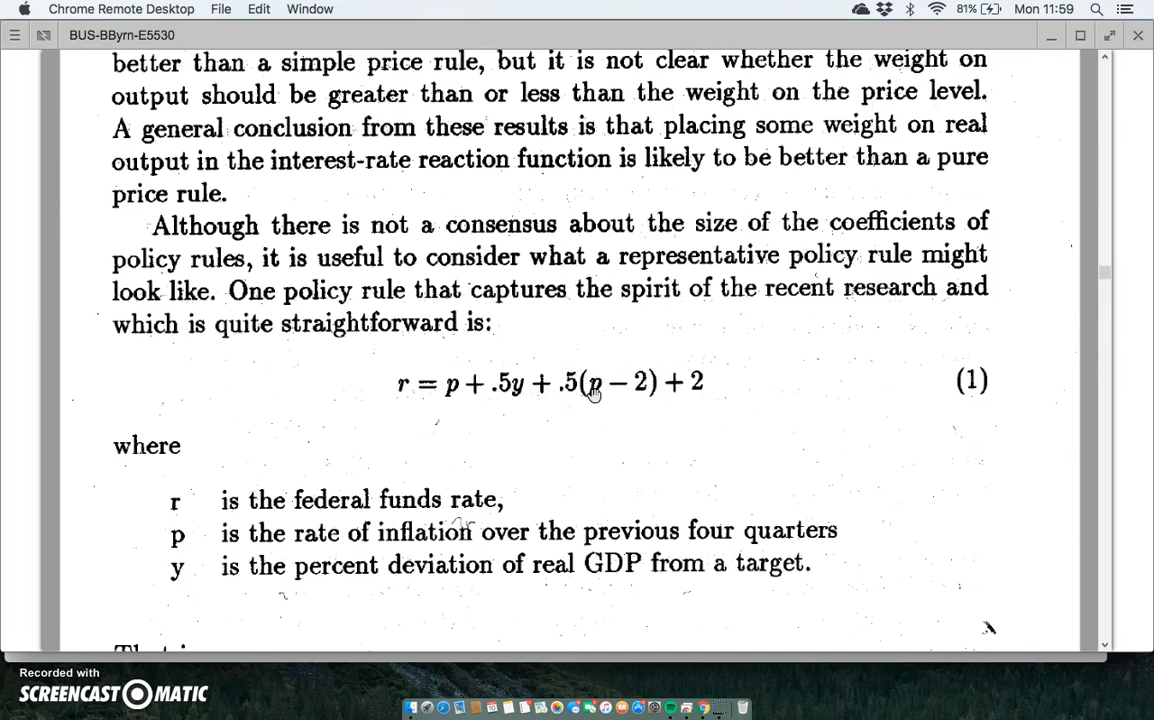 Chrome Remote Desktop File Edit Window 81% Mon 11:59
BUS-BByrn-E5530
better than a simple price rule, but it is not clear whether the weight on
output should be greater than or less than the weight on the price level.
A general conclusion from these results is that placing some weight on real
output in the interest-rate reaction function is likely to be better than a pure
price rule.
Although there is not a consensus about the size of the coefficients of
policy rules, it is useful to consider what a representative policy rule might
look like. One policy rule that captures the spirit of the recent research and
which is quite straightforward is:
r = p + .5y + .5(p − 2) + 2 (1)
where
r is the federal funds rate,
p is the rate of inflation over the previous four quarters
y is the percent deviation of real GDP from a target.
Recorded with
SCREENCAST MATIC